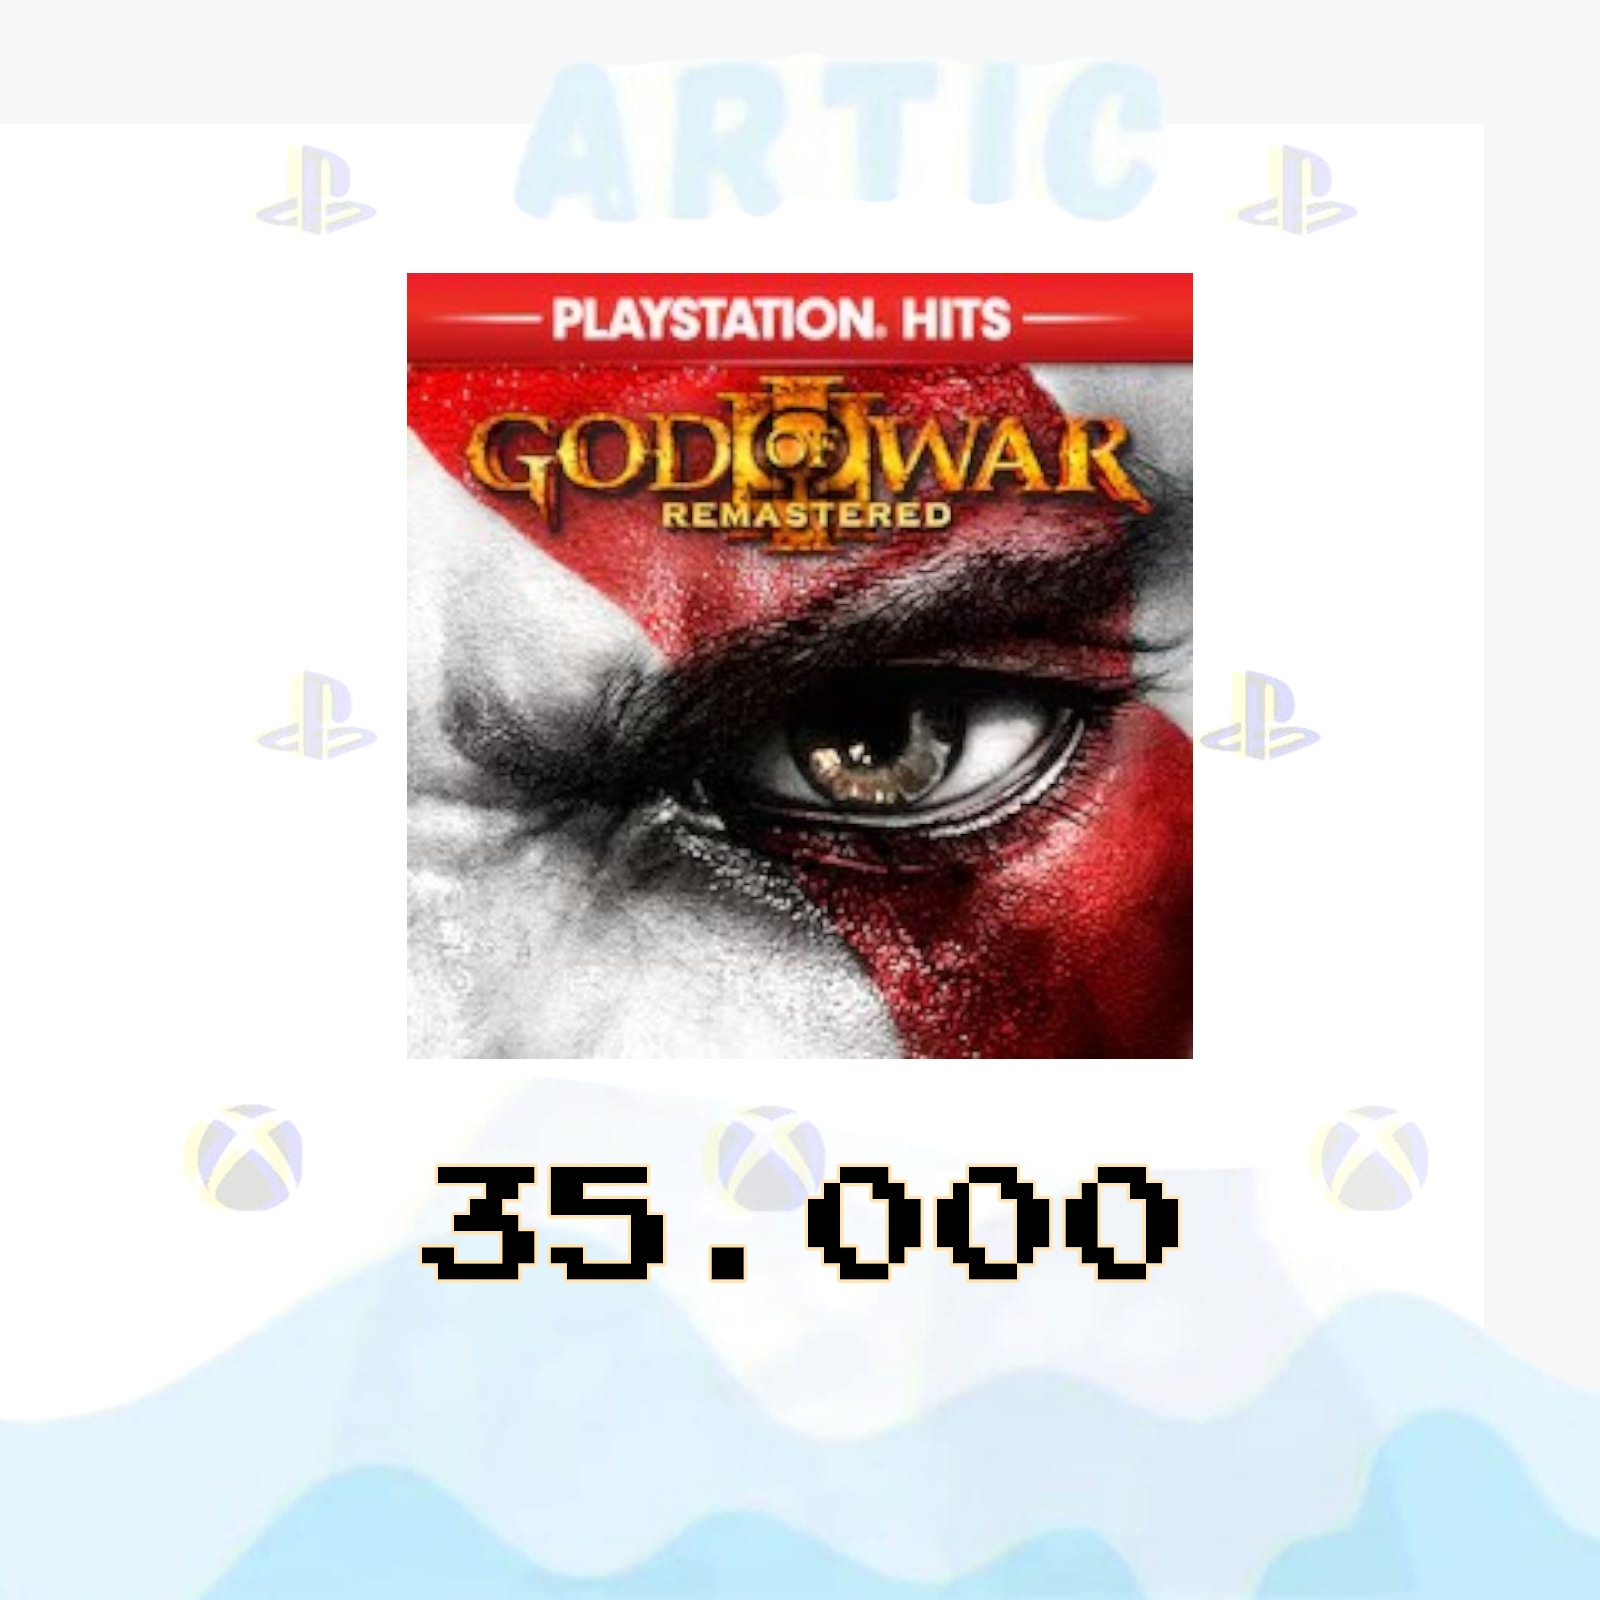 ARTIC
PLAYSTATION® HITS
GOD OF WAR III
REMASTERED
35.000